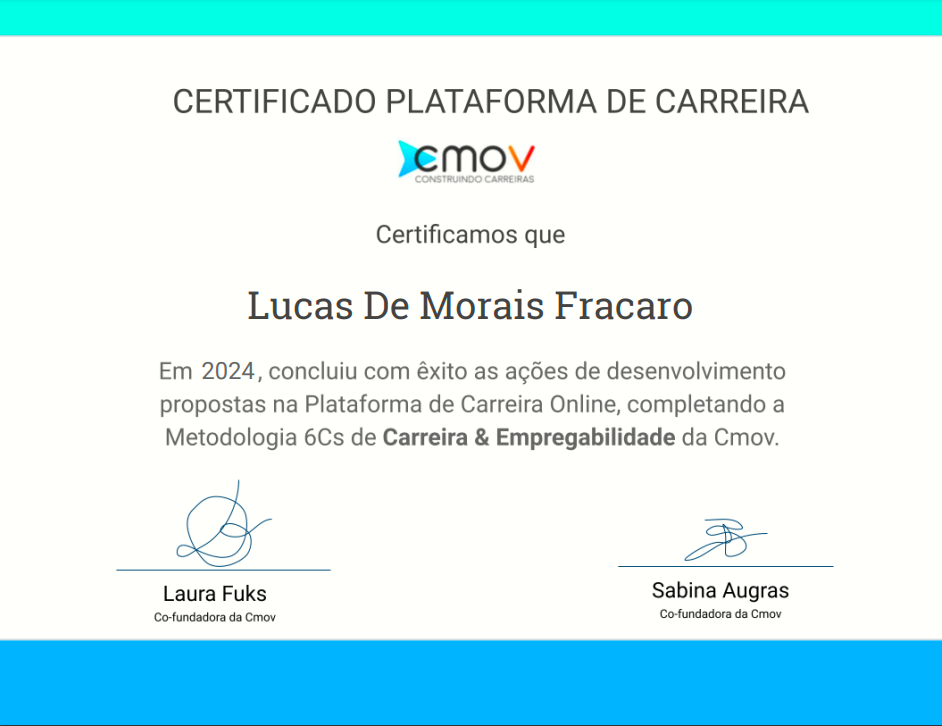 CERTIFICADO PLATAFORMA DE CARREIRA
cmov
CONSTRUINDO CARREIRAS
Certificamos que
Lucas De Morais Fracaro
Em 2024, concluiu com êxito as ações de desenvolvimento
propostas na Plataforma de Carreira Online, completando a
Metodologia 6Cs de Carreira & Empregabilidade da Cmov.
Laura Fuks
Co-fundadora da Cmov
Sabina Augras
Co-fundadora da Cmov